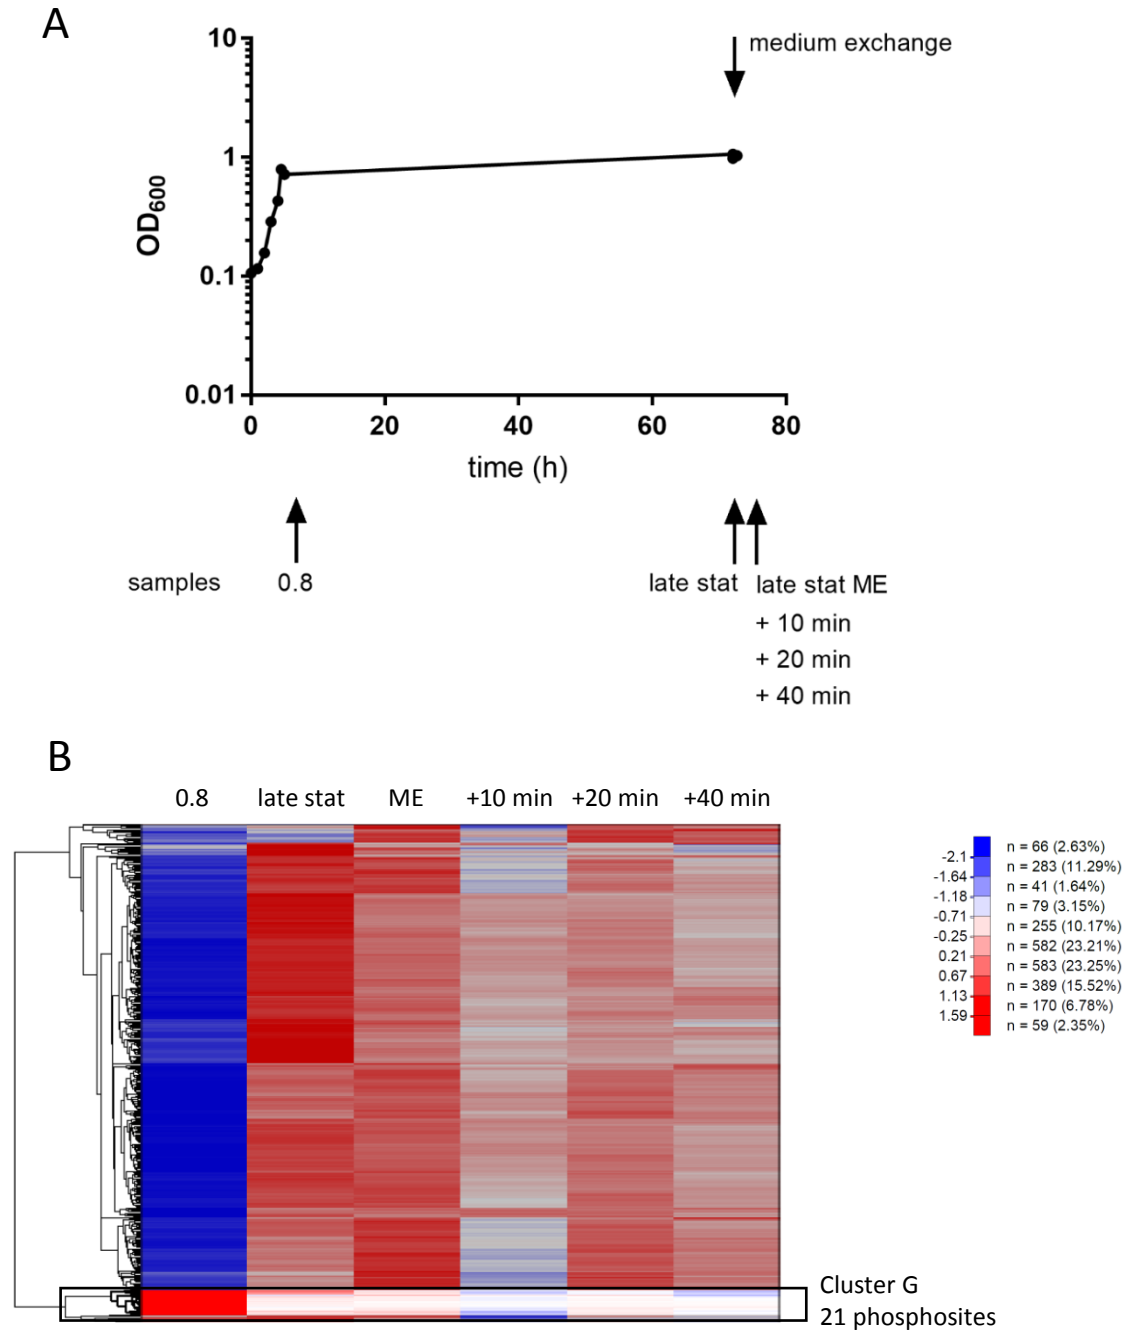 A
10
1
0.1
0.01
OD600
0
20
40
60
80
time (h)
medium exchange
samples
0.8
late stat
late stat ME
+ 10 min
+ 20 min
+ 40 min
B
0.8 late stat ME +10 min +20 min +40 min
n = 66 (2.63%)
-2.1
n = 283 (11.29%)
-1.64
n = 41 (1.64%)
-1.18
n = 79 (3.15%)
-0.71
n = 255 (10.17%)
-0.25
n = 582 (23.21%)
0.21
n = 583 (23.25%)
0.67
n = 389 (15.52%)
1.13
n = 170 (6.78%)
1.59
n = 59 (2.35%)
Cluster G
21 phosphosites